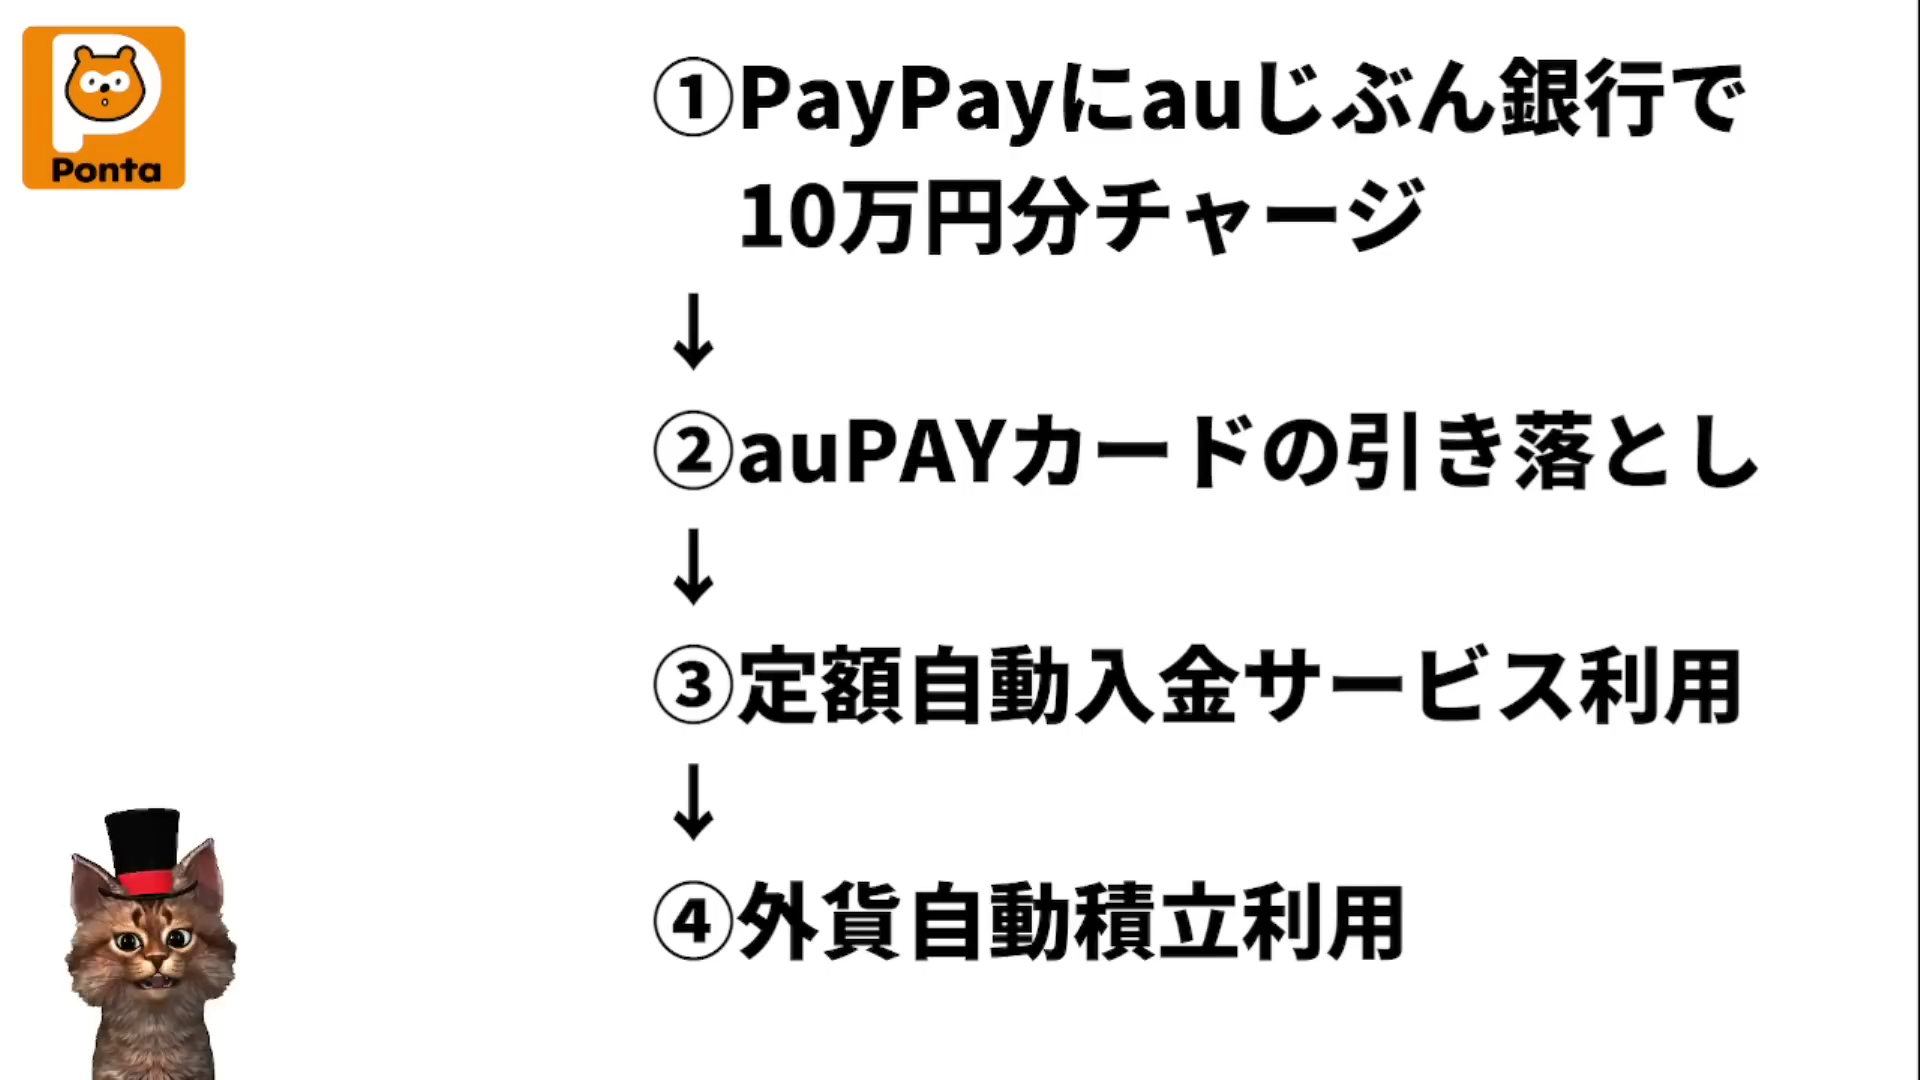 Ponta
①PayPayにauじぶん銀行で
10万円分チャージ
↓
②auPAYカードの引き落とし
↓
③定額自動入金サービス利用
↓
④外貨自動積立利用